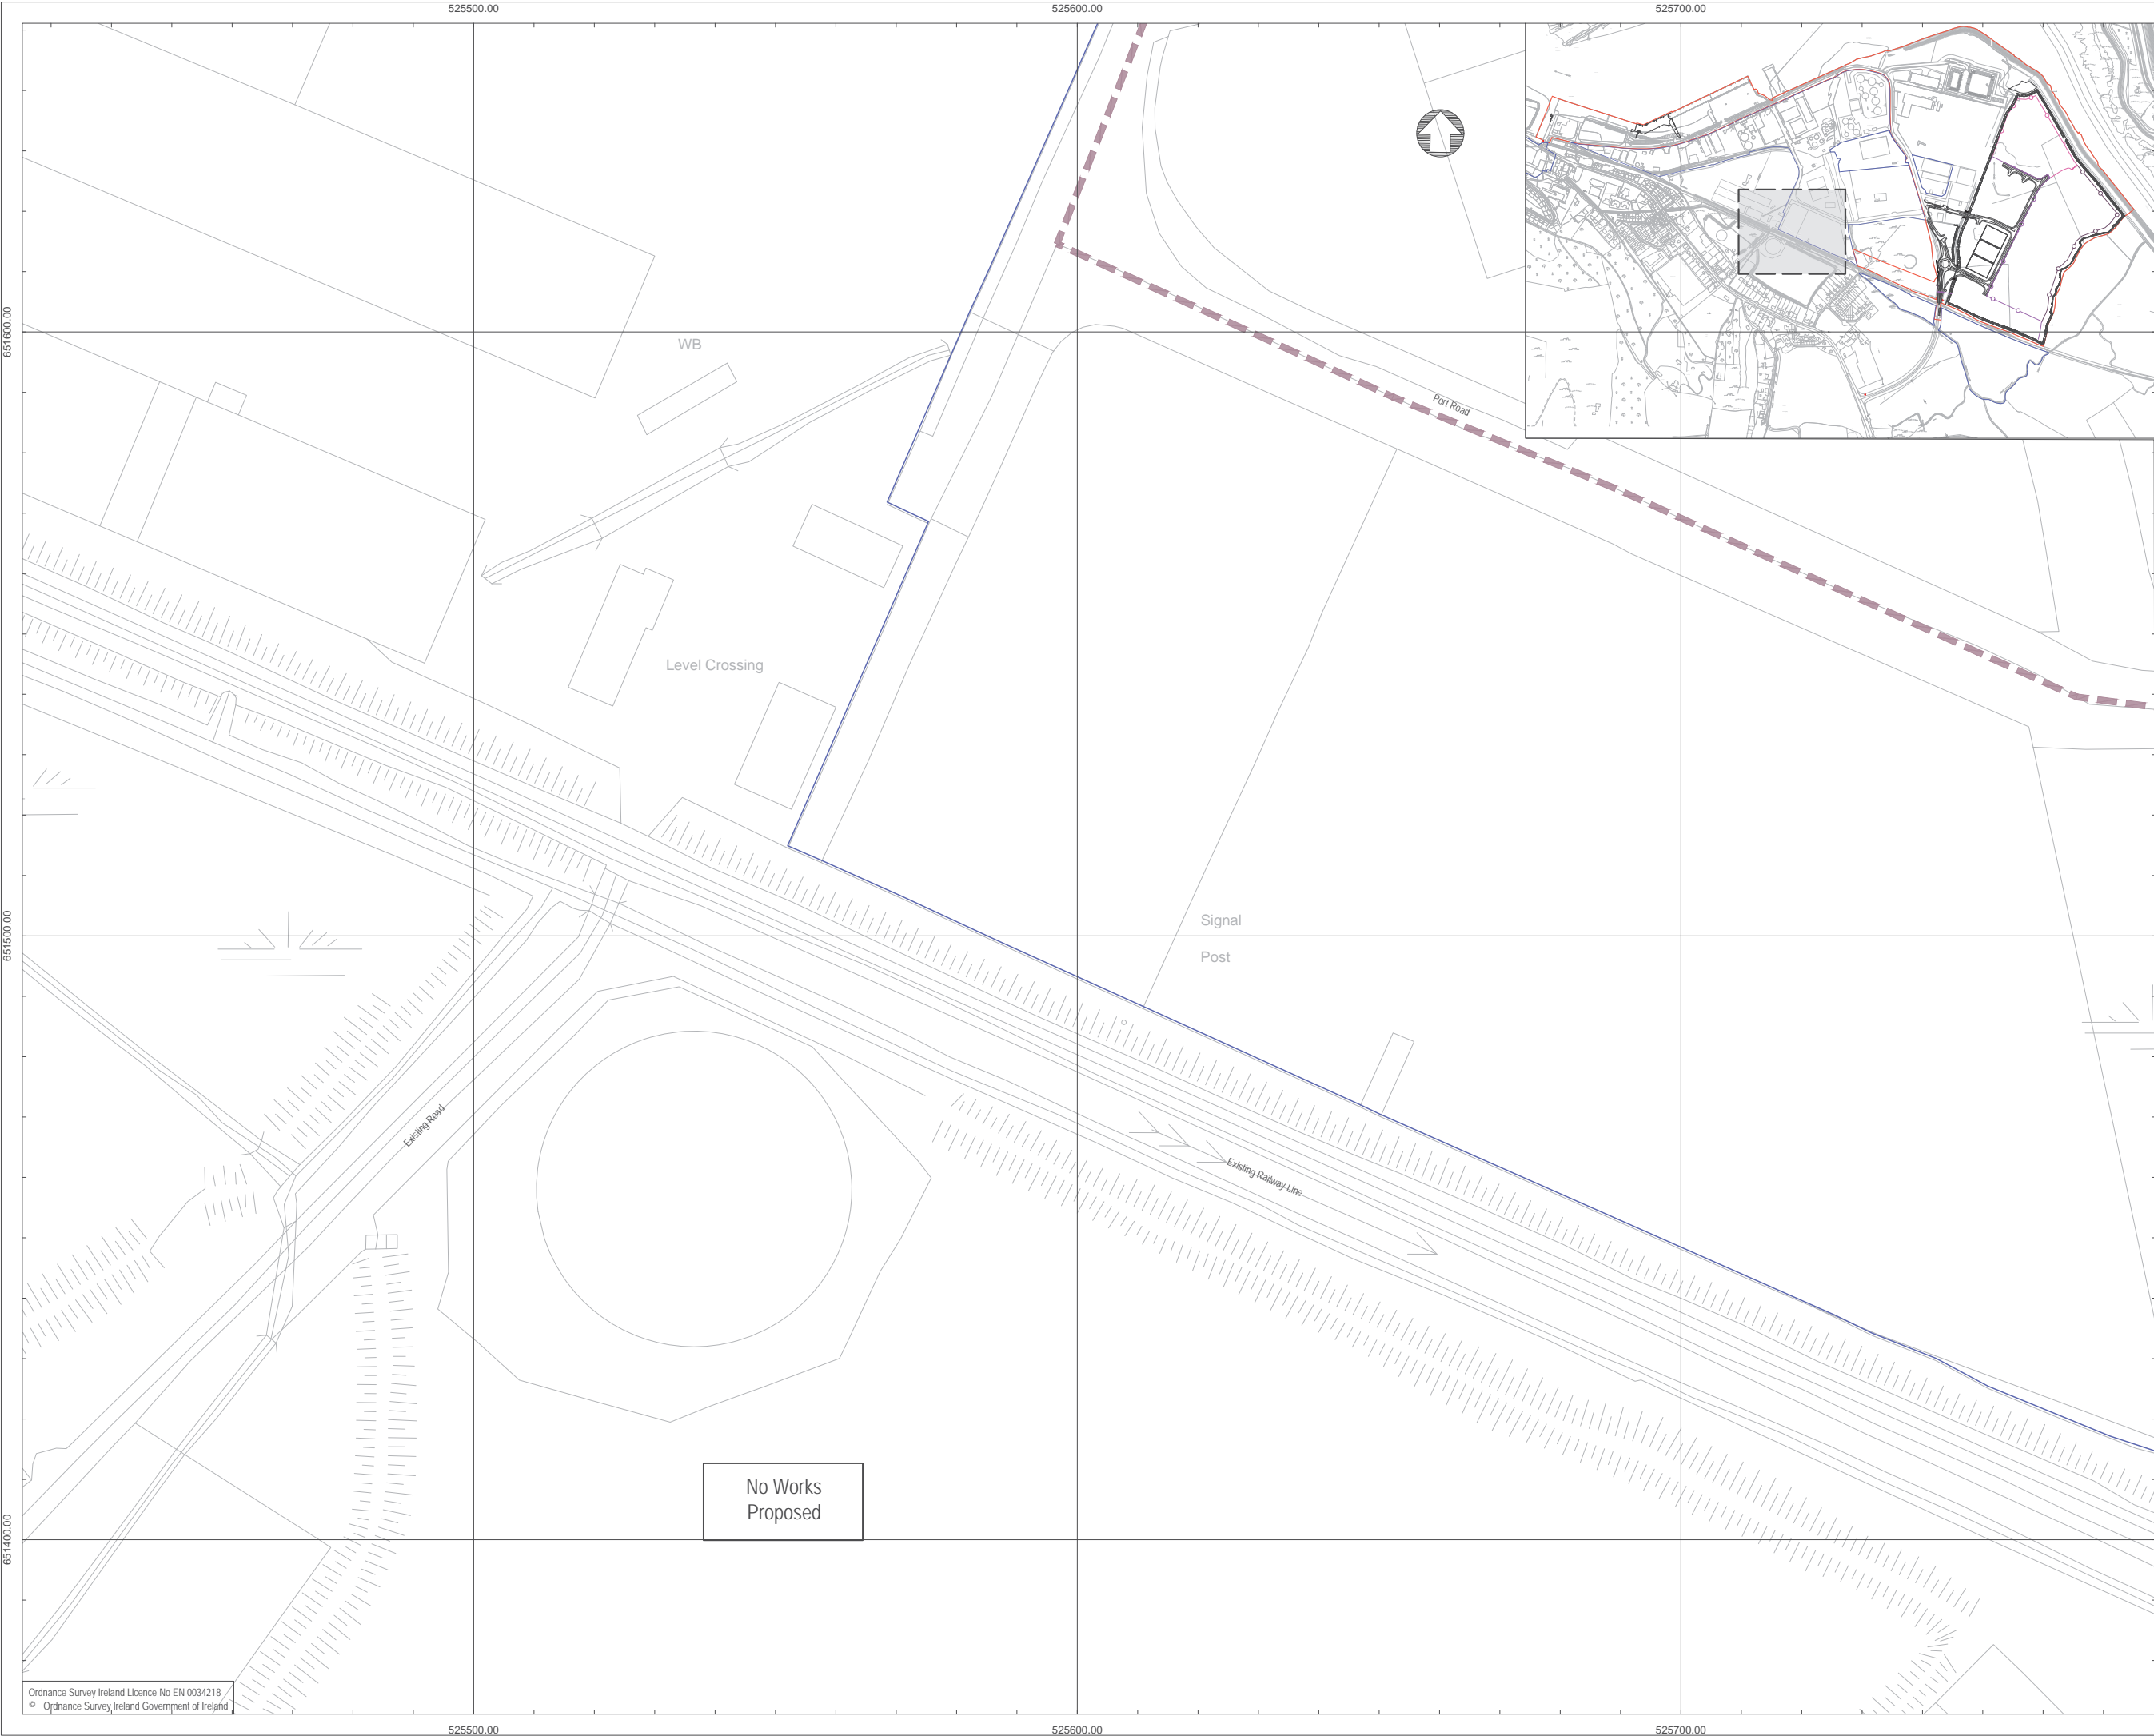 525500.00
525600.00
525700.00
651600.00
WB
Port Road
Level Crossing
651500.00
Signal
Post
Existing Road
Existing Railway Line
No Works
Proposed
651400.00
Ordnance Survey Ireland Licence No EN 0034218
© Ordnance Survey Ireland Government of Ireland
525500.00
525600.00
525700.00